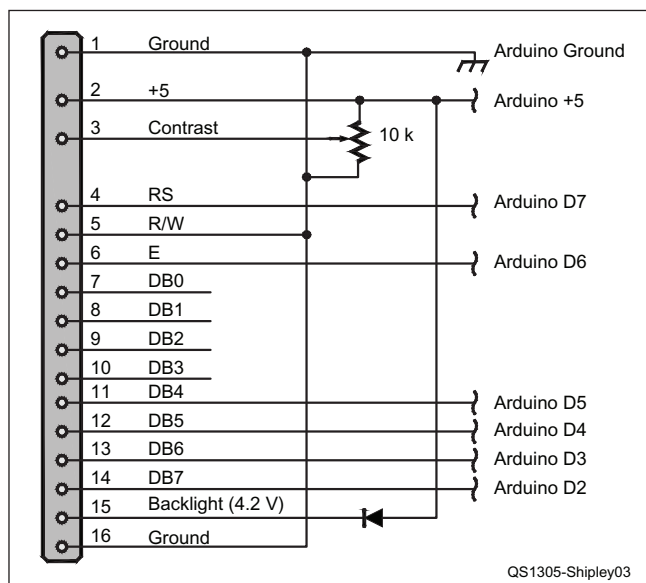 1 Ground Arduino Ground
2 +5 Arduino +5
3 Contrast 10 k
4 RS Arduino D7
5 R/W
6 E Arduino D6
7 DB0
8 DB1
9 DB2
10 DB3
11 DB4 Arduino D5
12 DB5 Arduino D4
13 DB6 Arduino D3
14 DB7 Arduino D2
15 Backlight (4.2 V)
16 Ground
QS1305-Shipley03